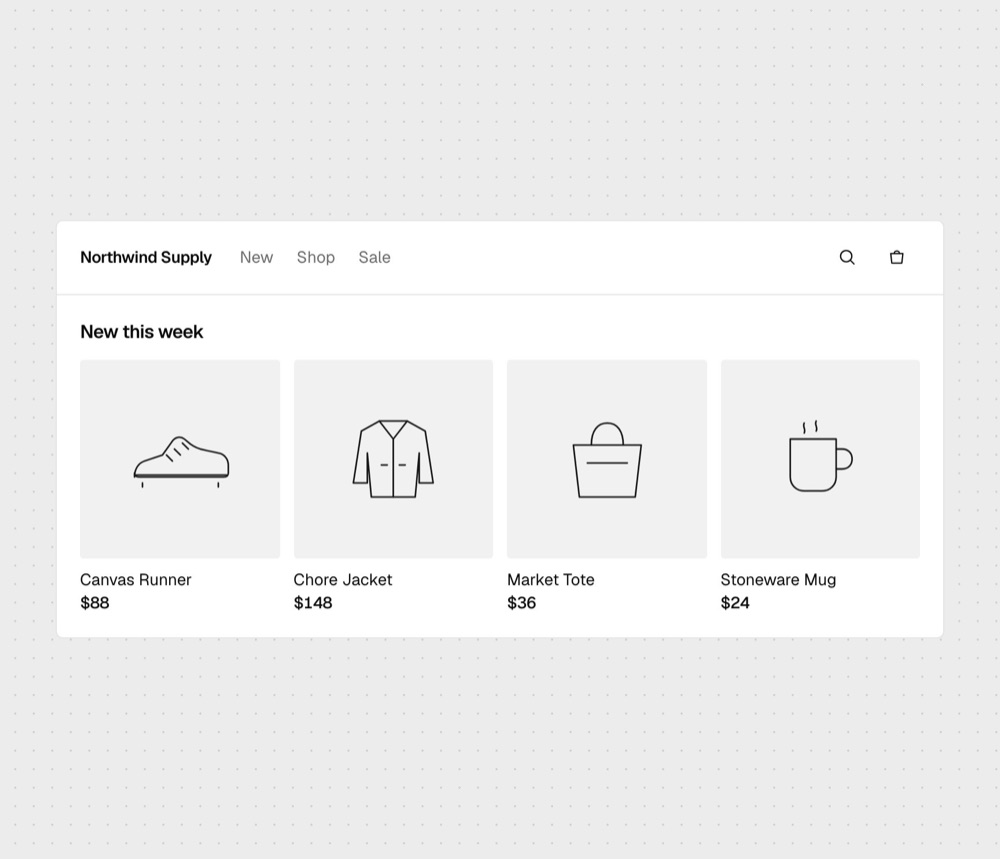 Northwind Supply New Shop Sale
New this week
Canvas Runner
$88
Chore Jacket
$148
Market Tote
$36
Stoneware Mug
$24